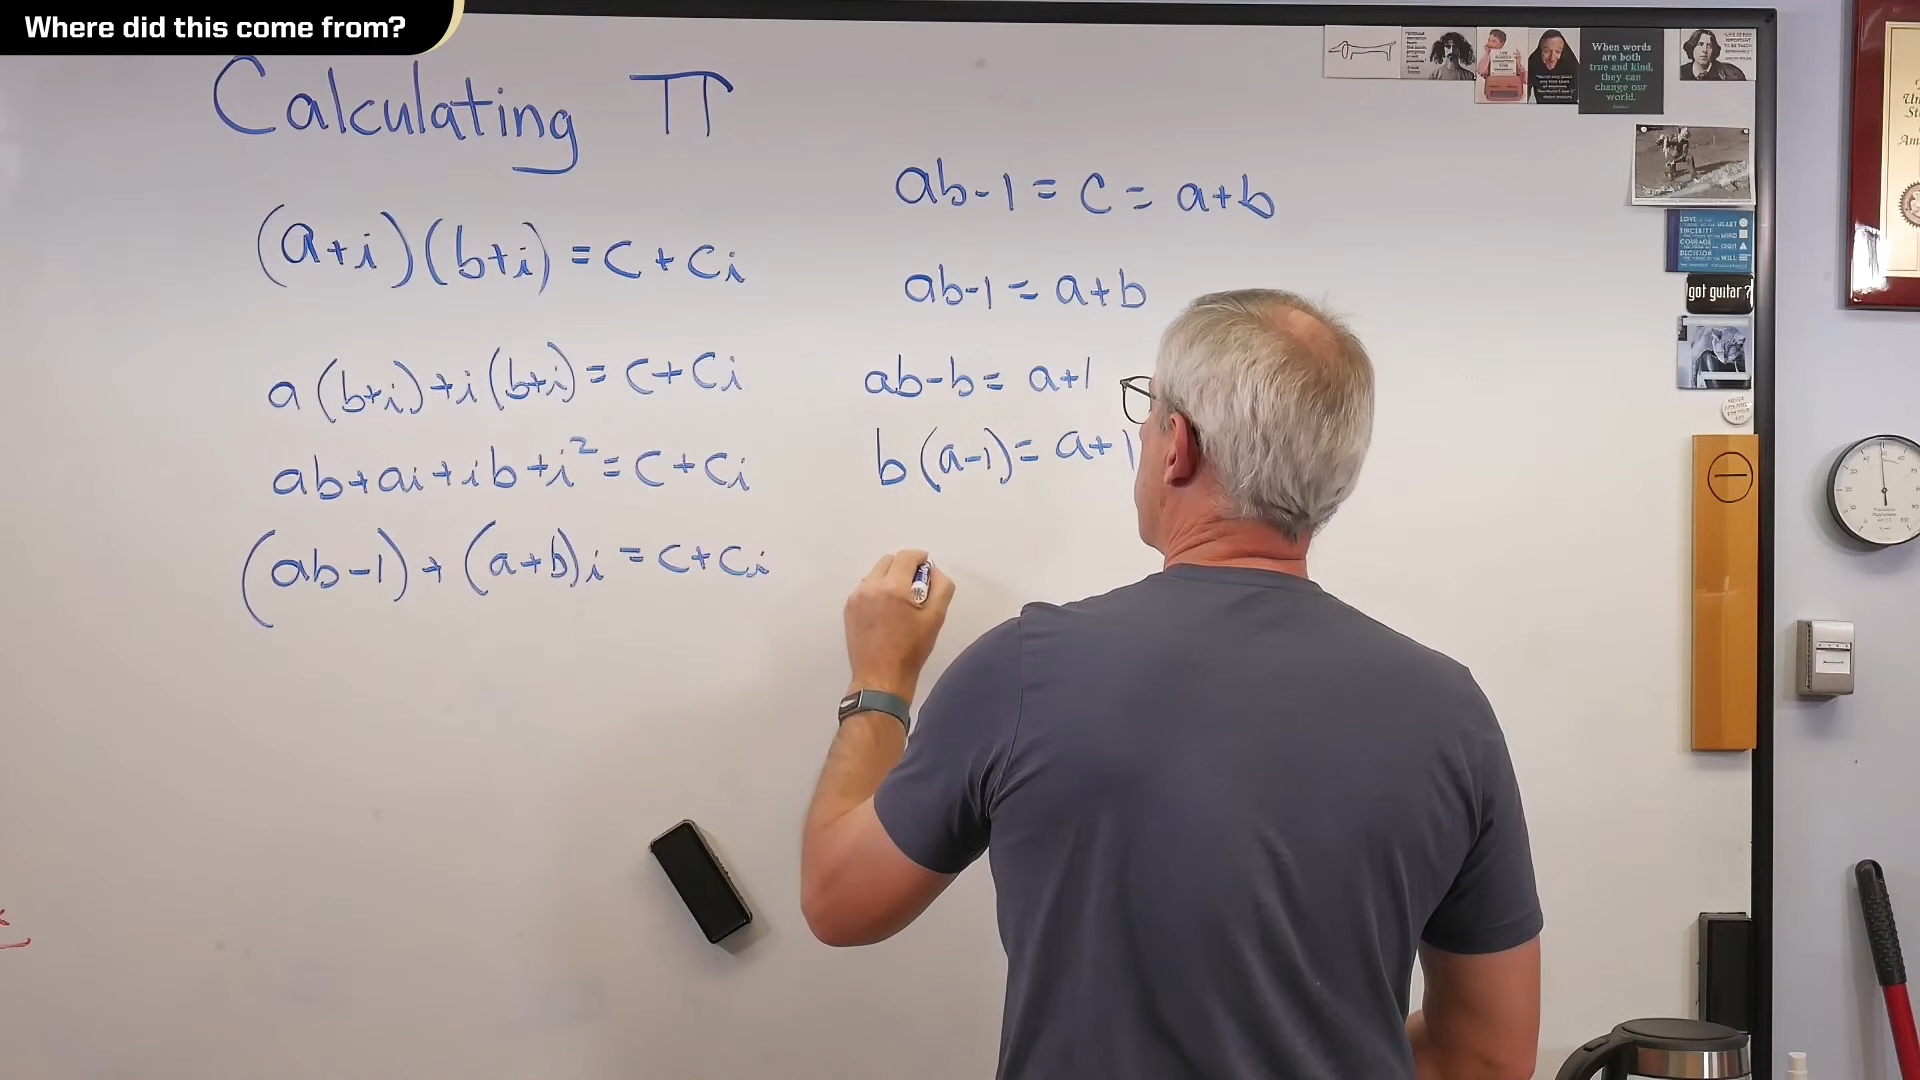 Where did this come from?
Calculating π
(a+i)(b+i)=c+ci
a(b+i)+i(b+i)=c+ci
ab+ai+ib+i²=c+ci
(ab-1)+(a+b)i=c+ci
ab-1=c=a+b
ab-1=a+b
ab-b=a+1
b(a-1)=a+1
When words
are both
true and kind,
they can
change our
world.
got guitar?